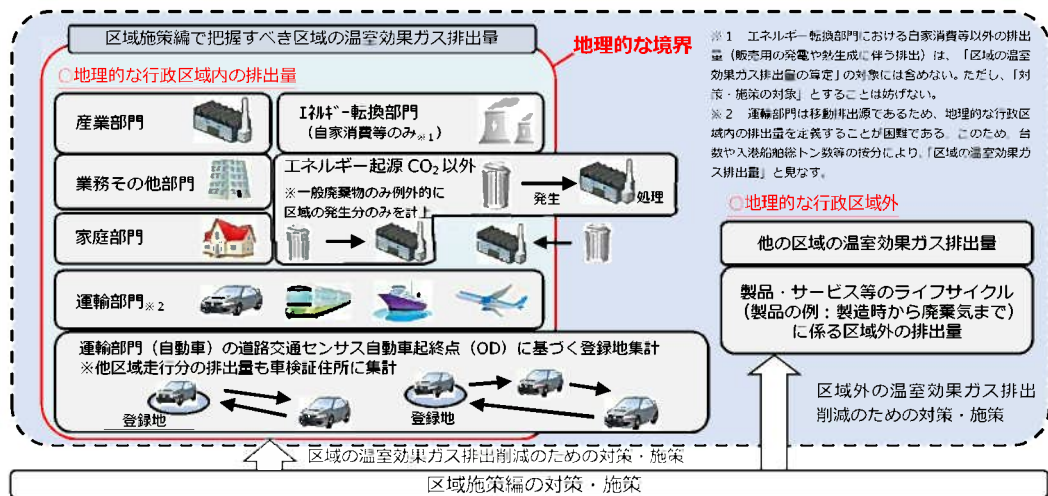 区域施策編で把握すべき区域の温室効果ガス排出量
地理的な境界
○地理的な行政区域内の排出量
産業部門
ｴﾈﾙｷﾞｰ転換部門
（自家消費等のみ※1）
業務その他部門
エネルギー起源 CO2 以外
※一般廃棄物のみ例外的に
区域の発生分のみを計上
発生
処理
家庭部門
運輸部門※2
運輸部門（自動車）の道路交通センサス自動車起終点（OD）に基づく登録地集計
※他区域走行分の排出量も車検証住所に集計
登録地
登録地
※１　エネルギー転換部門における自家消費等以外の排出
量（販売用の発電や熱生成に伴う排出）は、「区域の温室
効果ガス排出量の算定」の対象には含めない。ただし、「対
策・施策の対象」とすることは妨げない。
※２　運輸部門は移動排出源であるため、地理的な行政区
域内の排出量を定義することが困難である。このため、台
数や入港船舶総トン数等の按分により、「区域の温室効果ガ
ス排出量」と見なす。
○地理的な行政区域外
他の区域の温室効果ガス排出量
製品・サービス等のライフサイクル
（製品の例：製造時から廃棄気まで）
に係る区域外の排出量
区域外の温室効果ガス排出
削減のための対策・施策
区域の温室効果ガス排出削減のための対策・施策
区域施策編の対策・施策